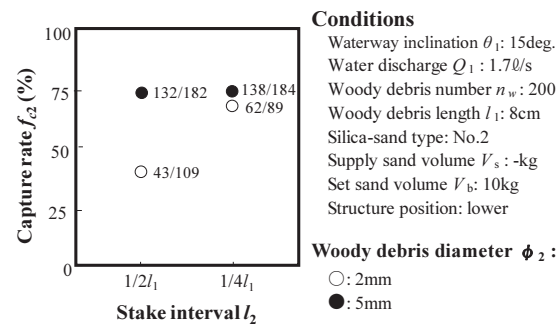 Capture rate f c2 (%)
100
75
50
25
0
132/182
138/184
62/89
43/109
1/2l1
1/4l1
Stake interval l2
Conditions
Waterway inclination θ1: 15deg.
Water discharge Q1 : 1.7ℓ/s
Woody debris number nw : 200
Woody debris length l1 : 8cm
Silica-sand type: No.2
Supply sand volume Vs : -kg
Set sand volume Vb: 10kg
Structure position: lower
Woody debris diameter ϕ2 :
○: 2mm
●: 5mm